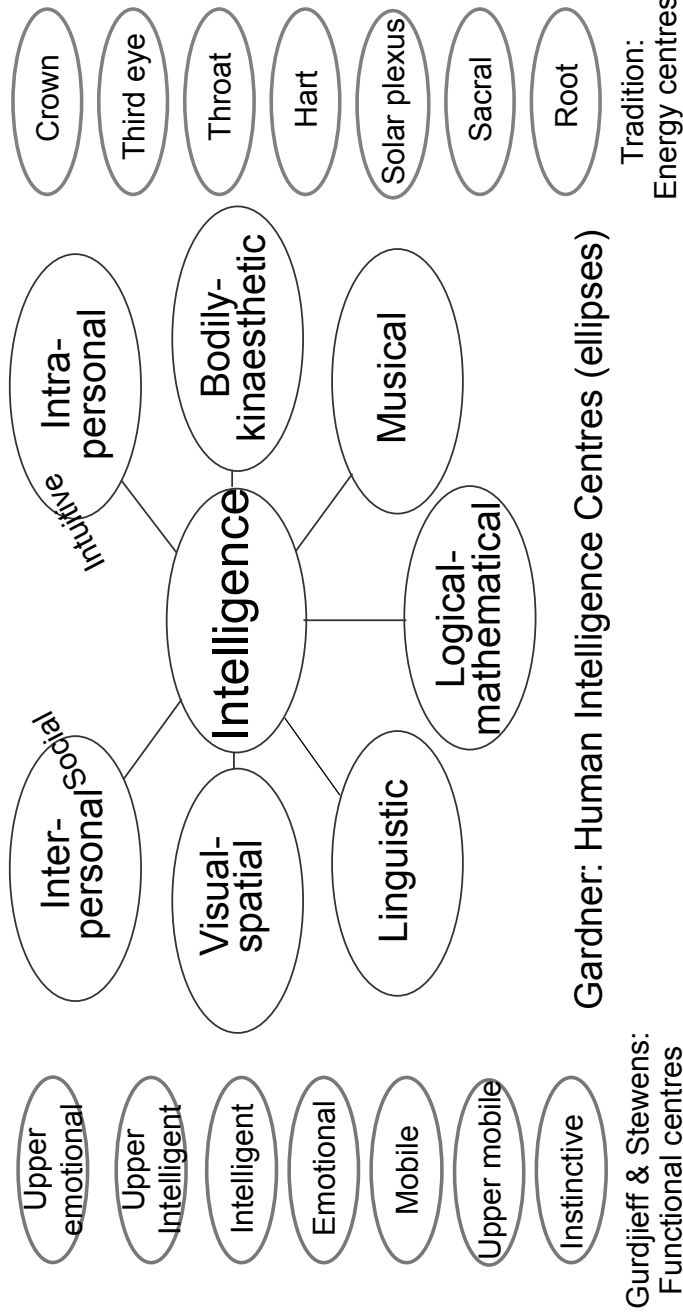 Upper
emotional
Upper
Intelligent
Intelligent
Emotional
Mobile
Upper mobile
Instinctive
Gurdjieff & Stewens:
Functional centres
Inter-
personal
Social
Intuitive
Intra-
personal
Visual-
spatial
Intelligence
Bodily-
kinaesthetic
Linguistic
Musical
Logical-
mathematical
Gardner: Human Intelligence Centres (ellipses)
Crown
Third eye
Throat
Hart
Solar plexus
Sacral
Root
Tradition:
Energy centres